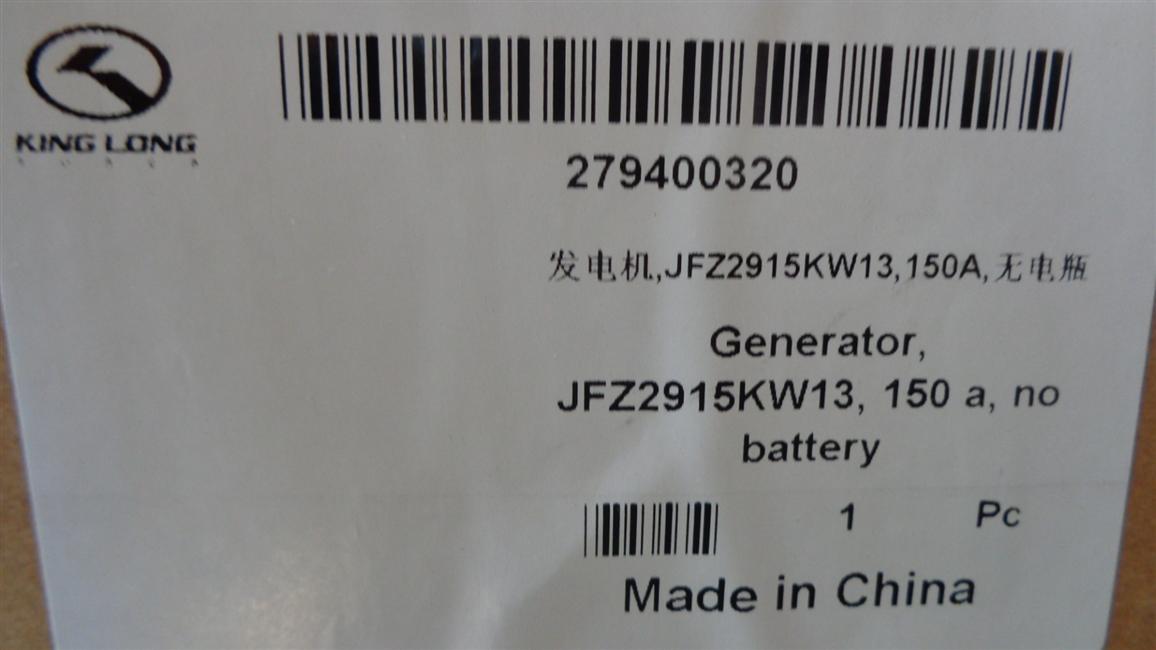 KING LONG
279400320
发电机,JFZ2915KW13,150A,无电瓶
Generator,
JFZ2915KW13, 150 a, no
battery
1 Pc
Made in China